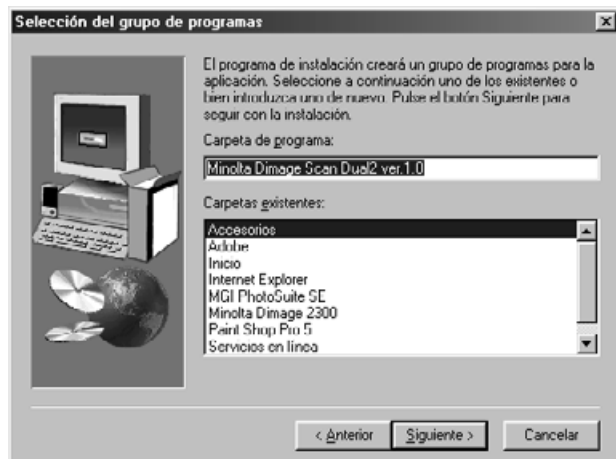 Selección del grupo de programas
El programa de instalación creará un grupo de programas para la
aplicación. Seleccione a continuación uno de los existentes o
bien introduzca uno de nuevo. Pulse el botón Siguiente para
seguir con la instalación.
Carpeta de programa:
Minolta Dimage Scan Dual2 ver.1.0
Carpetas existentes:
Accesorios
Adobe
Inicio
Internet Explorer
MGI PhotoSuite SE
Minolta Dimage 2300
Paint Shop Pro 5
Servicios en línea
< Anterior Siguiente > Cancelar